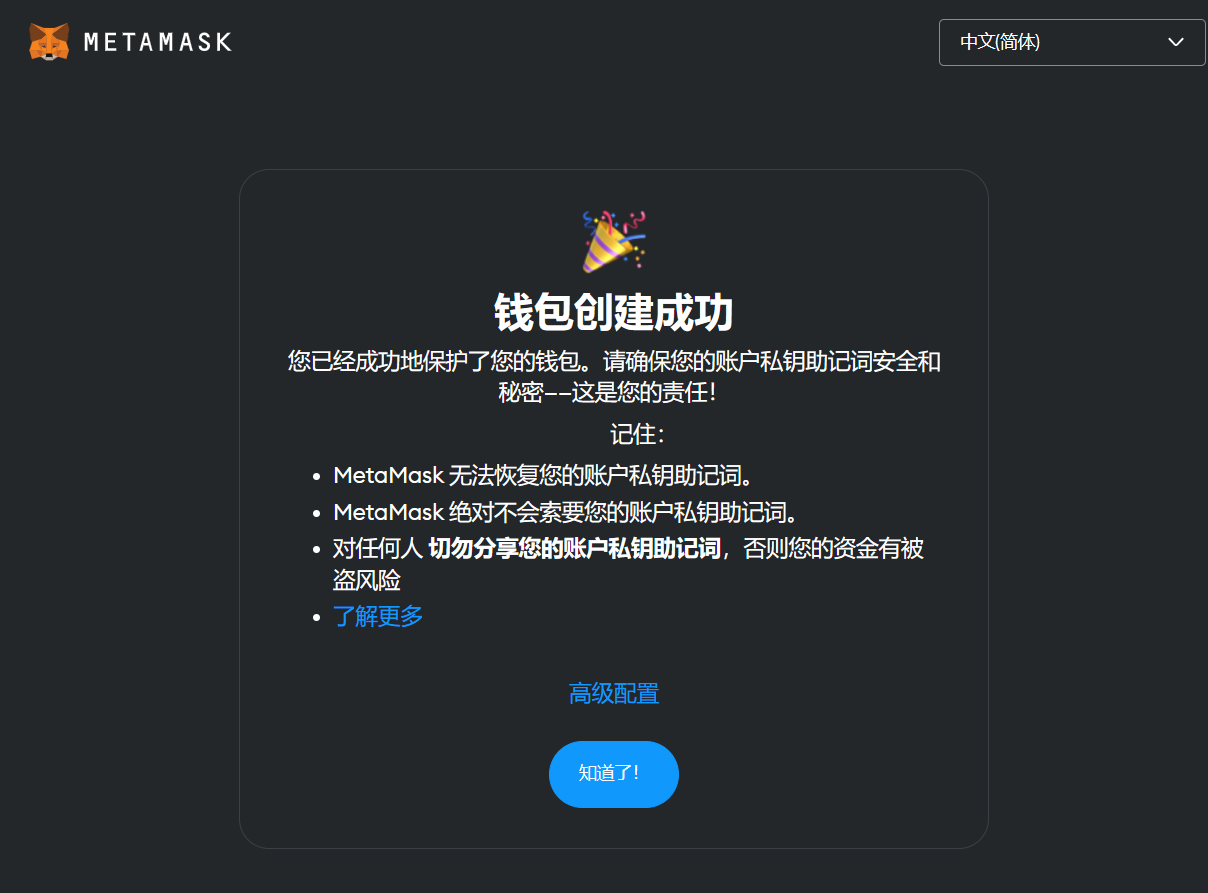 METAMASK
中文(简体)
钱包创建成功
您已经成功地保护了您的钱包。请确保您的账户私钥助记词安全和
秘密——这是您的责任！
记住：
MetaMask 无法恢复您的账户私钥助记词。
MetaMask 绝对不会索要您的账户私钥助记词。
对任何人 切勿分享您的账户私钥助记词，否则您的资金有被
盗风险
了解更多
高级配置
知道了！